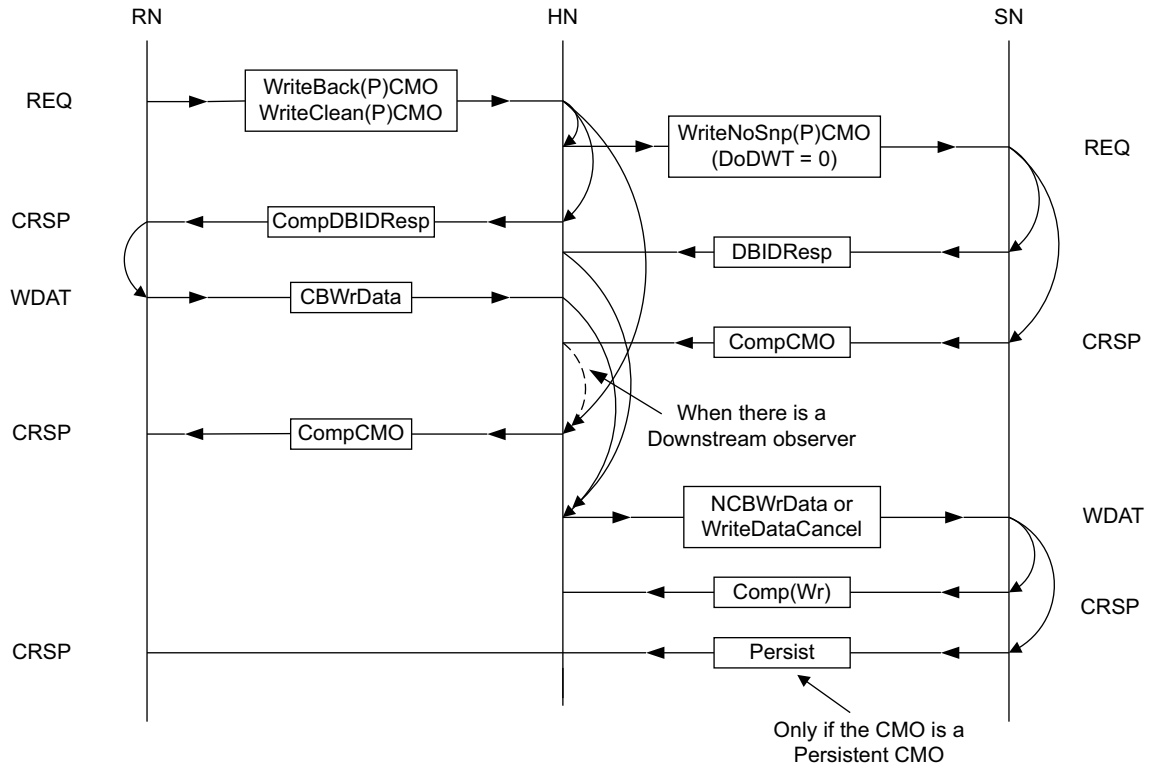 RN HN SN
REQ
WriteBack(P)CMO
WriteClean(P)CMO
WriteNoSnp(P)CMO
(DoDWT = 0)
REQ
CRSP
CompDBIDResp
DBIDResp
WDAT
CBWrData
CompCMO
CRSP
When there is a
Downstream observer
CRSP
CompCMO
NCBWrData or
WriteDataCancel
WDAT
Comp(Wr)
CRSP
CRSP
Persist
Only if the CMO is a
Persistent CMO